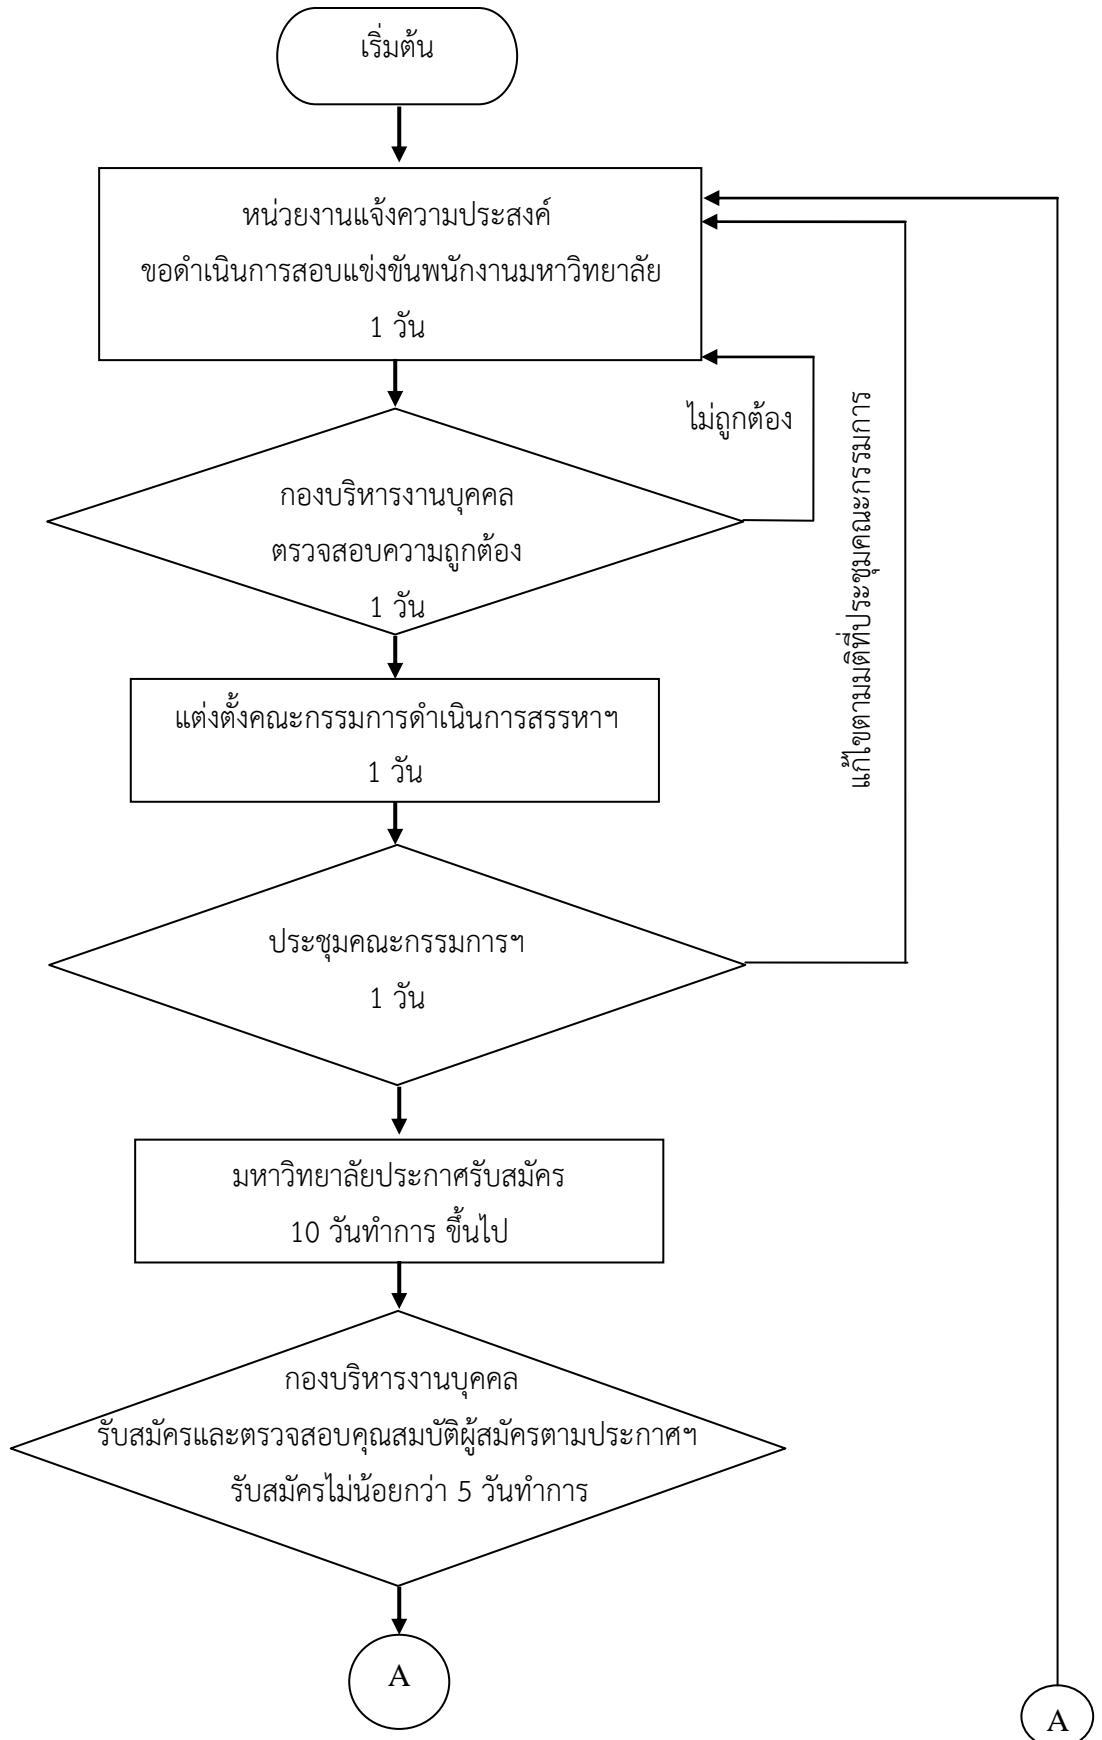 เริ่มต้น
หน่วยงานแจ้งความประสงค์
ขอดำเนินการสอบแข่งขันพนักงานมหาวิทยาลัย
1 วัน
ไม่ถูกต้อง
แก้ไขตามมติที่ประชุมคณะกรรมการ
กองบริหารงานบุคคล
ตรวจสอบความถูกต้อง
1 วัน
แต่งตั้งคณะกรรมการดำเนินการสรรหาฯ
1 วัน
ประชุมคณะกรรมการฯ
1 วัน
มหาวิทยาลัยประกาศรับสมัคร
10 วันทำการ ขึ้นไป
กองบริหารงานบุคคล
รับสมัครและตรวจสอบคุณสมบัติผู้สมัครตามประกาศฯ
รับสมัครไม่น้อยกว่า 5 วันทำการ
A
A